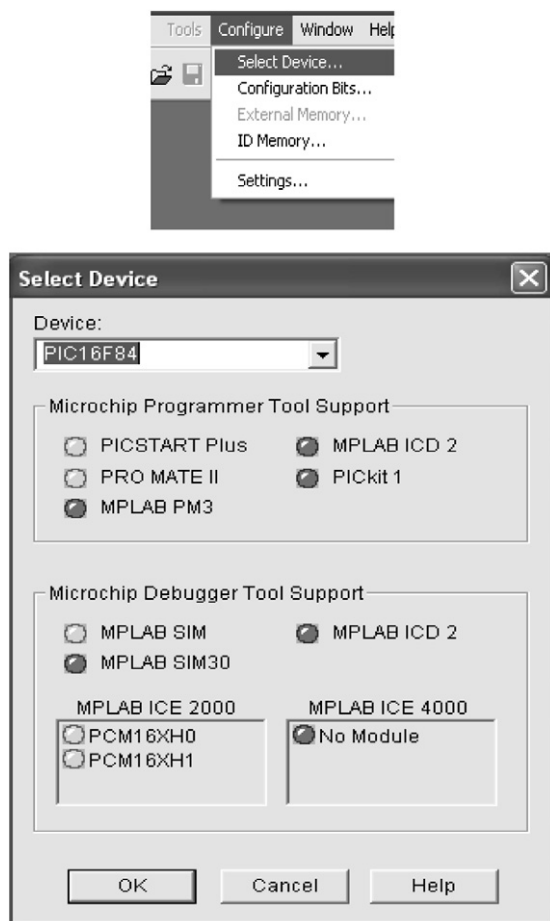 Tools Configure Window Help
Select Device...
Configuration Bits...
External Memory...
ID Memory...
Settings...
Select Device
Device:
PIC16F84
Microchip Programmer Tool Support
PICSTART Plus MPLAB ICD 2
PRO MATE II PICkit 1
MPLAB PM3
Microchip Debugger Tool Support
MPLAB SIM MPLAB ICD 2
MPLAB SIM30
MPLAB ICE 2000 MPLAB ICE 4000
PCM16XH0 No Module
PCM16XH1
OK Cancel Help